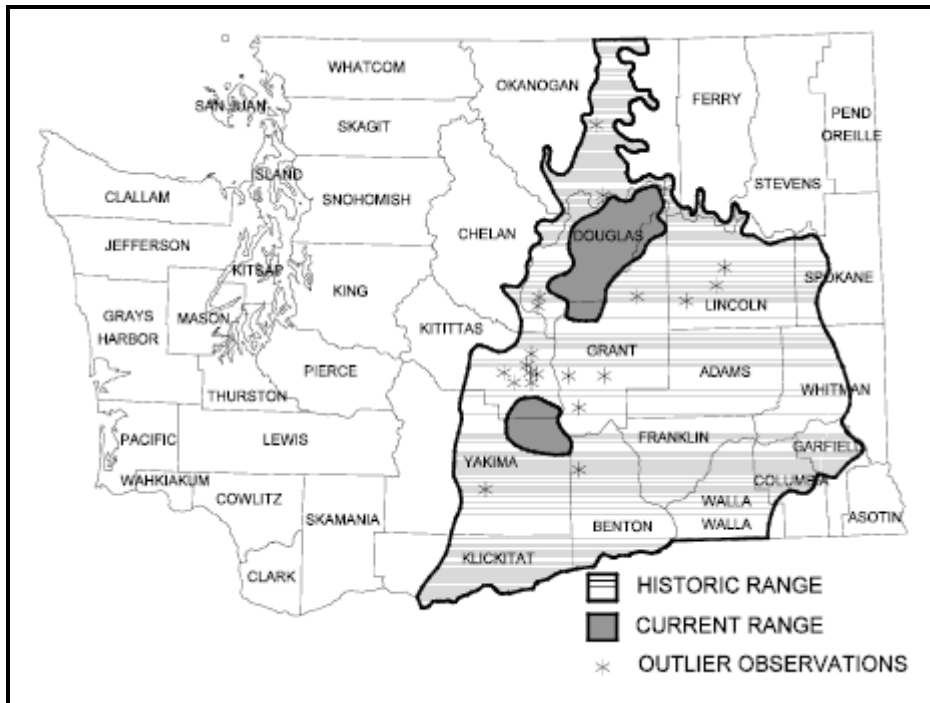 WHATCOM
OKANOGAN
FERRY
PEND
OREILLE
SAN JUAN
SKAGIT
ISLAND
STEVENS
CLALLAM
SNOHOMISH
CHELAN
DOUGLAS
JEFFERSON
KITSAP
SPOKANE
KING
LINCOLN
GRAYS
HARBOR
MASON
KITITTAS
GRANT
PIERCE
ADAMS
THURSTON
WHITMAN
PACIFIC
LEWIS
FRANKLIN
GARFIELD
YAKIMA
WAHKIAKUM
COLUMBIA
COWLITZ
WALLA
WALLA
SKAMANIA
BENTON
ASOTIN
KLICKITAT
CLARK
HISTORIC RANGE
CURRENT RANGE
OUTLIER OBSERVATIONS